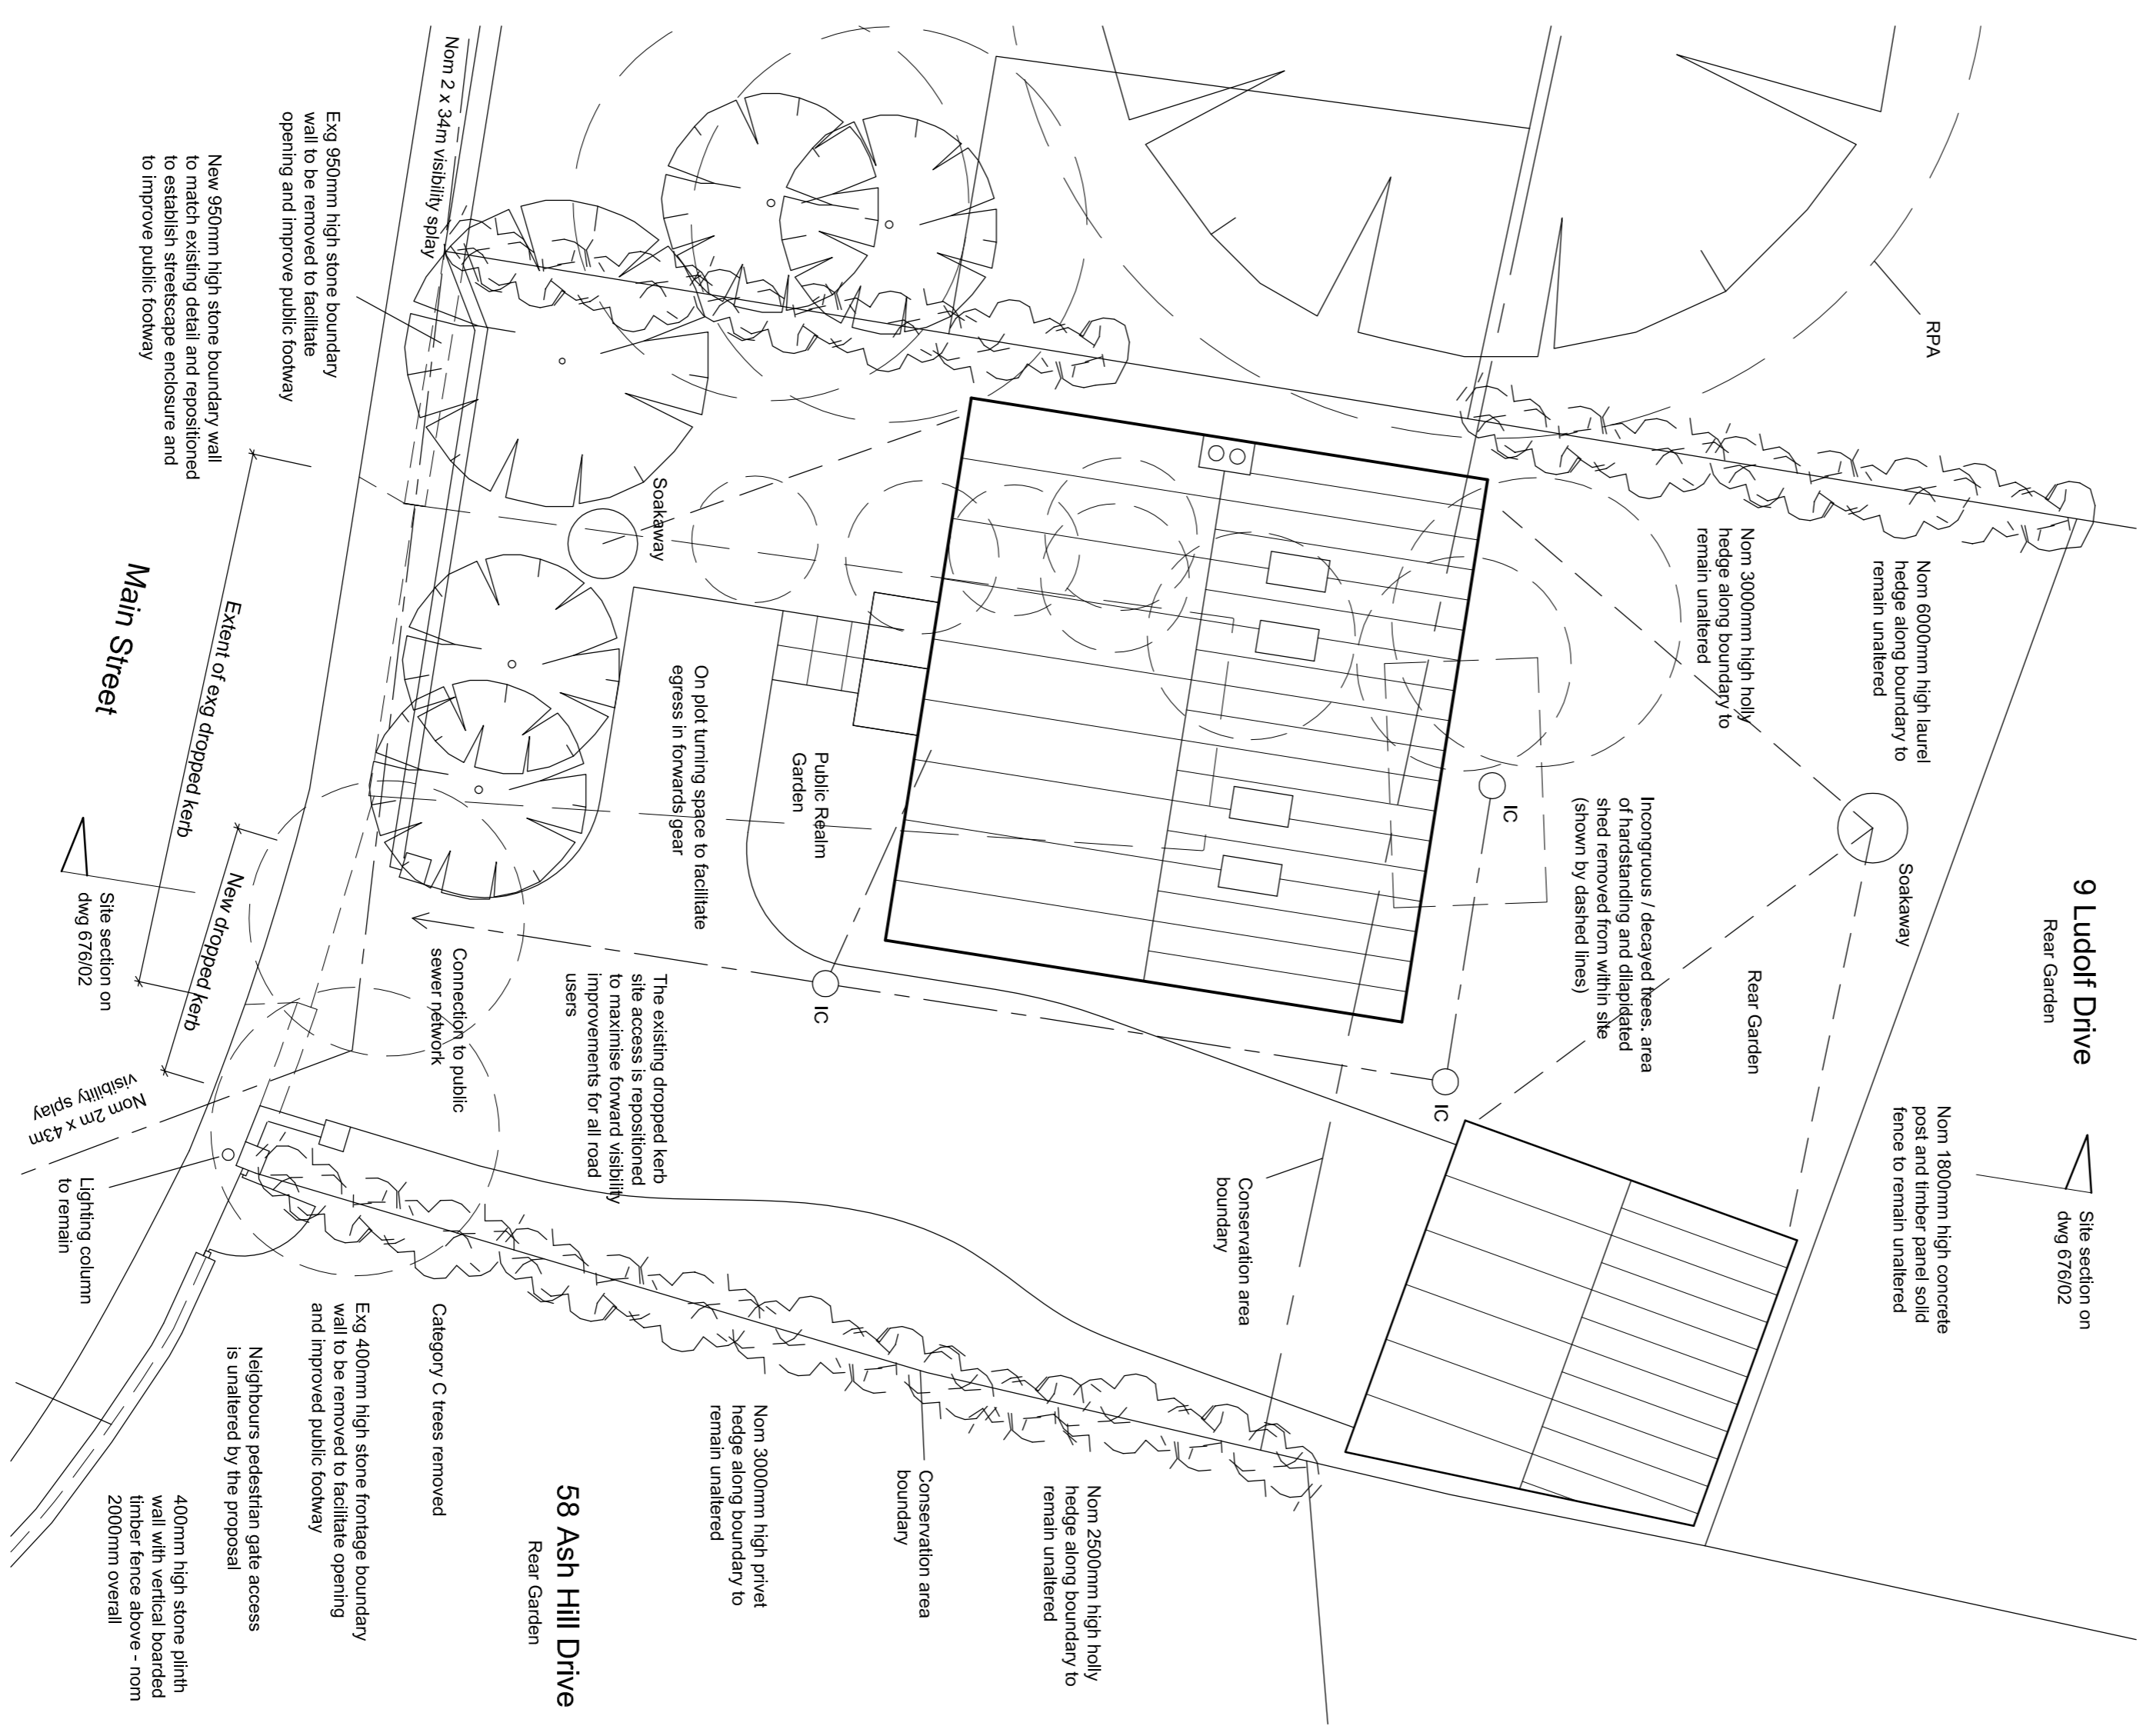 9 Ludolf Drive
Rear Garden
Site section on
dwg 676/02
Nom 6000mm high laurel
hedge along boundary to
remain unaltered
Soakaway
Nom 1800mm high concrete
post and timber panel solid
fence to remain unaltered
RPA
Nom 3000mm high holly
hedge along boundary to
remain unaltered
Rear Garden
Incongruous / decayed trees. area
of hardstanding and dilapidated
shed removed from within site
(shown by dashed lines)
IC
IC
Conservation area
boundary
Nom 2500mm high holly
hedge along boundary to
remain unaltered
Public Realm
Garden
IC
Conservation area
boundary
Soakaway
On plot turning space to facilitate
egress in forwards gear
The existing dropped kerb
site access is repositioned
to maximise forward visibility
improvements for all road
users
Nom 3000mm high privet
hedge along boundary to
remain unaltered
58 Ash Hill Drive
Rear Garden
Nom 2 x 34m visibility splay
Connection to public
sewer network
Category C trees removed
Exg 950mm high stone boundary
wall to be removed to facilitate
opening and improve public footway
Exg 400mm high stone frontage boundary
wall to be removed to facilitate opening
and improved public footway
New 950mm high stone boundary wall
to match existing detail and repositioned
to establish streetscape enclosure and
to improve public footway
Extent of exg dropped kerb
New dropped kerb
Neighbours pedestrian gate access
is unaltered by the proposal
Main Street
Site section on
dwg 676/02
Nom 2m x 43m
visibility splay
Lighting column
to remain
400mm high stone plinth
wall with vertical boarded
timber fence above - nom
2000mm overall